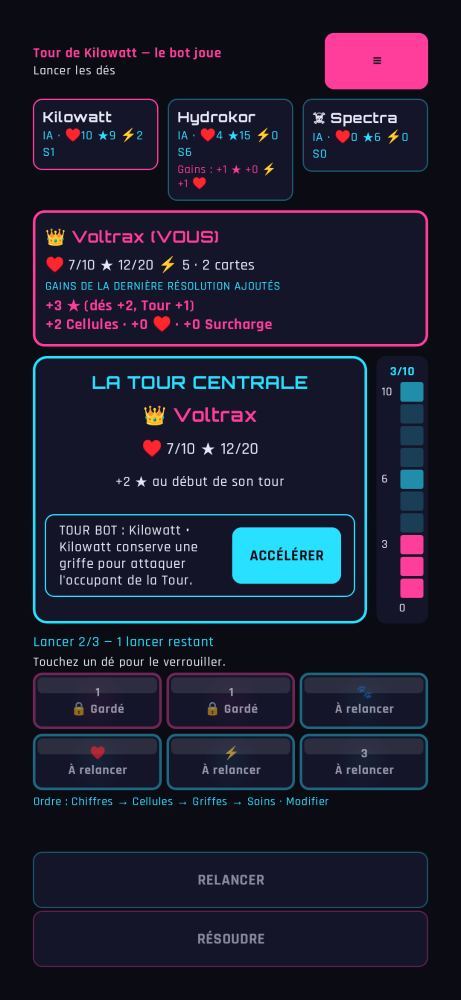 Tour de Kilowatt — le bot joue
Lancer les dés
≡
Kilowatt
IA · ❤️10 ★9 ⚡2
S1
Hydrokor
IA · ❤️4 ★15 ⚡0
S6
Gains : +1 ★ +0 ⚡
+1 ❤️
☠️ Spectra
IA · ❤️0 ★6 ⚡0
S0
👑 Voltrax (VOUS)
❤️ 7/10 ★ 12/20 ⚡ 5 · 2 cartes
GAINS DE LA DERNIÈRE RÉSOLUTION AJOUTÉS
+3 ★ (dés +2, Tour +1)
+2 Cellules · +0 ❤️ · +0 Surcharge
LA TOUR CENTRALE
👑 Voltrax
❤️ 7/10 ★ 12/20
+2 ★ au début de son tour
TOUR BOT : Kilowatt •
Kilowatt conserve une
griffe pour attaquer
l'occupant de la Tour.
ACCÉLÉRER
3/10
10
6
3
0
Lancer 2/3 — 1 lancer restant
Touchez un dé pour le verrouiller.
1
🔒 Gardé
1
🔒 Gardé
🐾
À relancer
❤️
À relancer
⚡
À relancer
3
À relancer
Ordre : Chiffres → Cellules → Griffes → Soins · Modifier
RELANCER
RÉSOUDRE